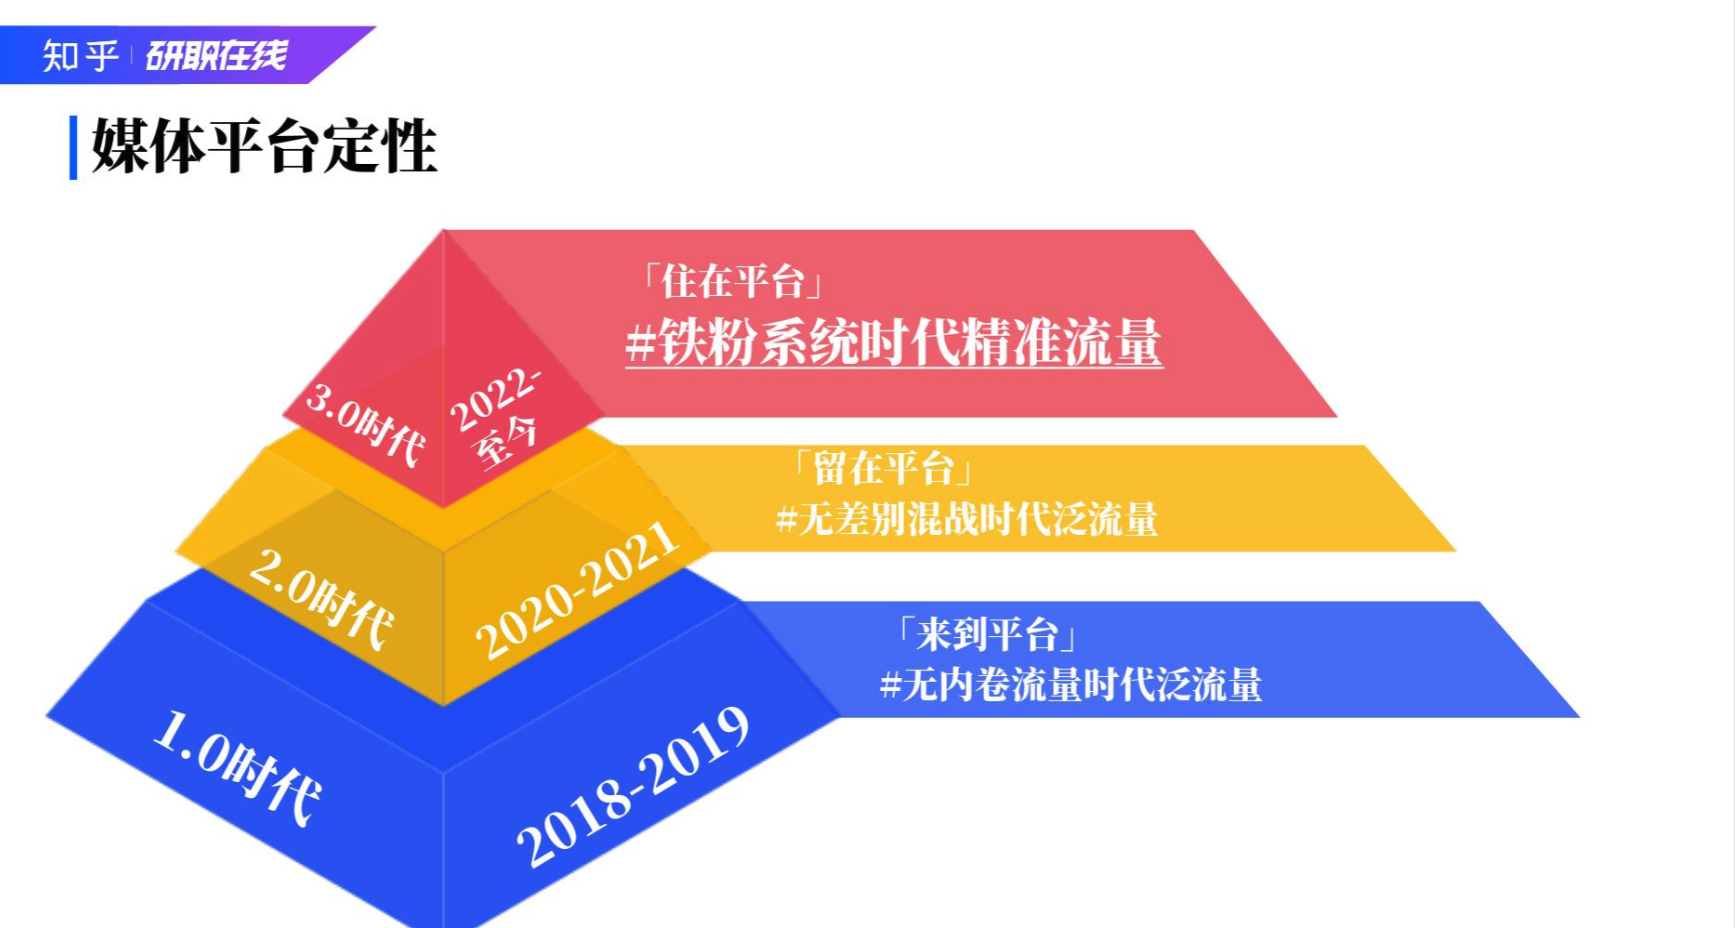 知乎 研职在线
媒体平台定性
「住在平台」
#铁粉系统时代精准流量
3.0时代
2022-
至今
「留在平台」
#无差别混战时代泛流量
2.0时代
2020-2021
「来到平台」
#无内卷流量时代泛流量
1.0时代
2018-2019